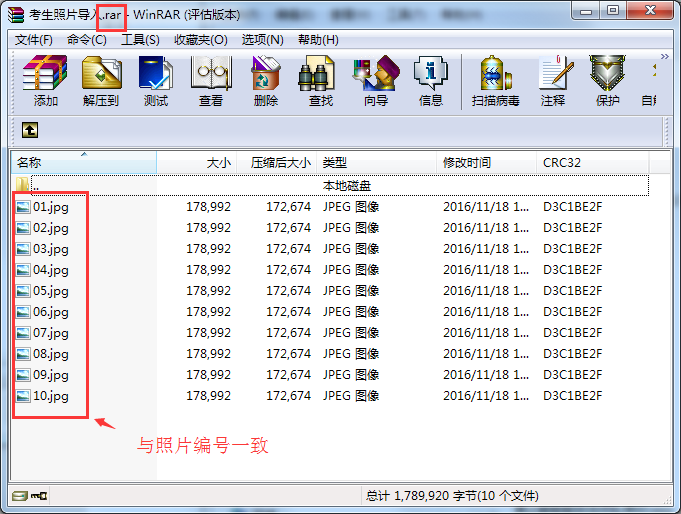 考生照片导入.rar - WinRAR (评估版本)
文件(F) 命令(C) 工具(S) 收藏夹(O) 选项(N) 帮助(H)
添加 解压到 测试 查看 删除 查找 向导 信息 扫描病毒 注释 保护
名称 大小 压缩后大小 类型 修改时间 CRC32
.. 本地磁盘
01.jpg 178,992 172,674 JPEG 图像 2016/11/18 1... D3C1BE2F
02.jpg 178,992 172,674 JPEG 图像 2016/11/18 1... D3C1BE2F
03.jpg 178,992 172,674 JPEG 图像 2016/11/18 1... D3C1BE2F
04.jpg 178,992 172,674 JPEG 图像 2016/11/18 1... D3C1BE2F
05.jpg 178,992 172,674 JPEG 图像 2016/11/18 1... D3C1BE2F
06.jpg 178,992 172,674 JPEG 图像 2016/11/18 1... D3C1BE2F
07.jpg 178,992 172,674 JPEG 图像 2016/11/18 1... D3C1BE2F
08.jpg 178,992 172,674 JPEG 图像 2016/11/18 1... D3C1BE2F
09.jpg 178,992 172,674 JPEG 图像 2016/11/18 1... D3C1BE2F
10.jpg 178,992 172,674 JPEG 图像 2016/11/18 1... D3C1BE2F
与照片编号一致
总计 1,789,920 字节(10 个文件)